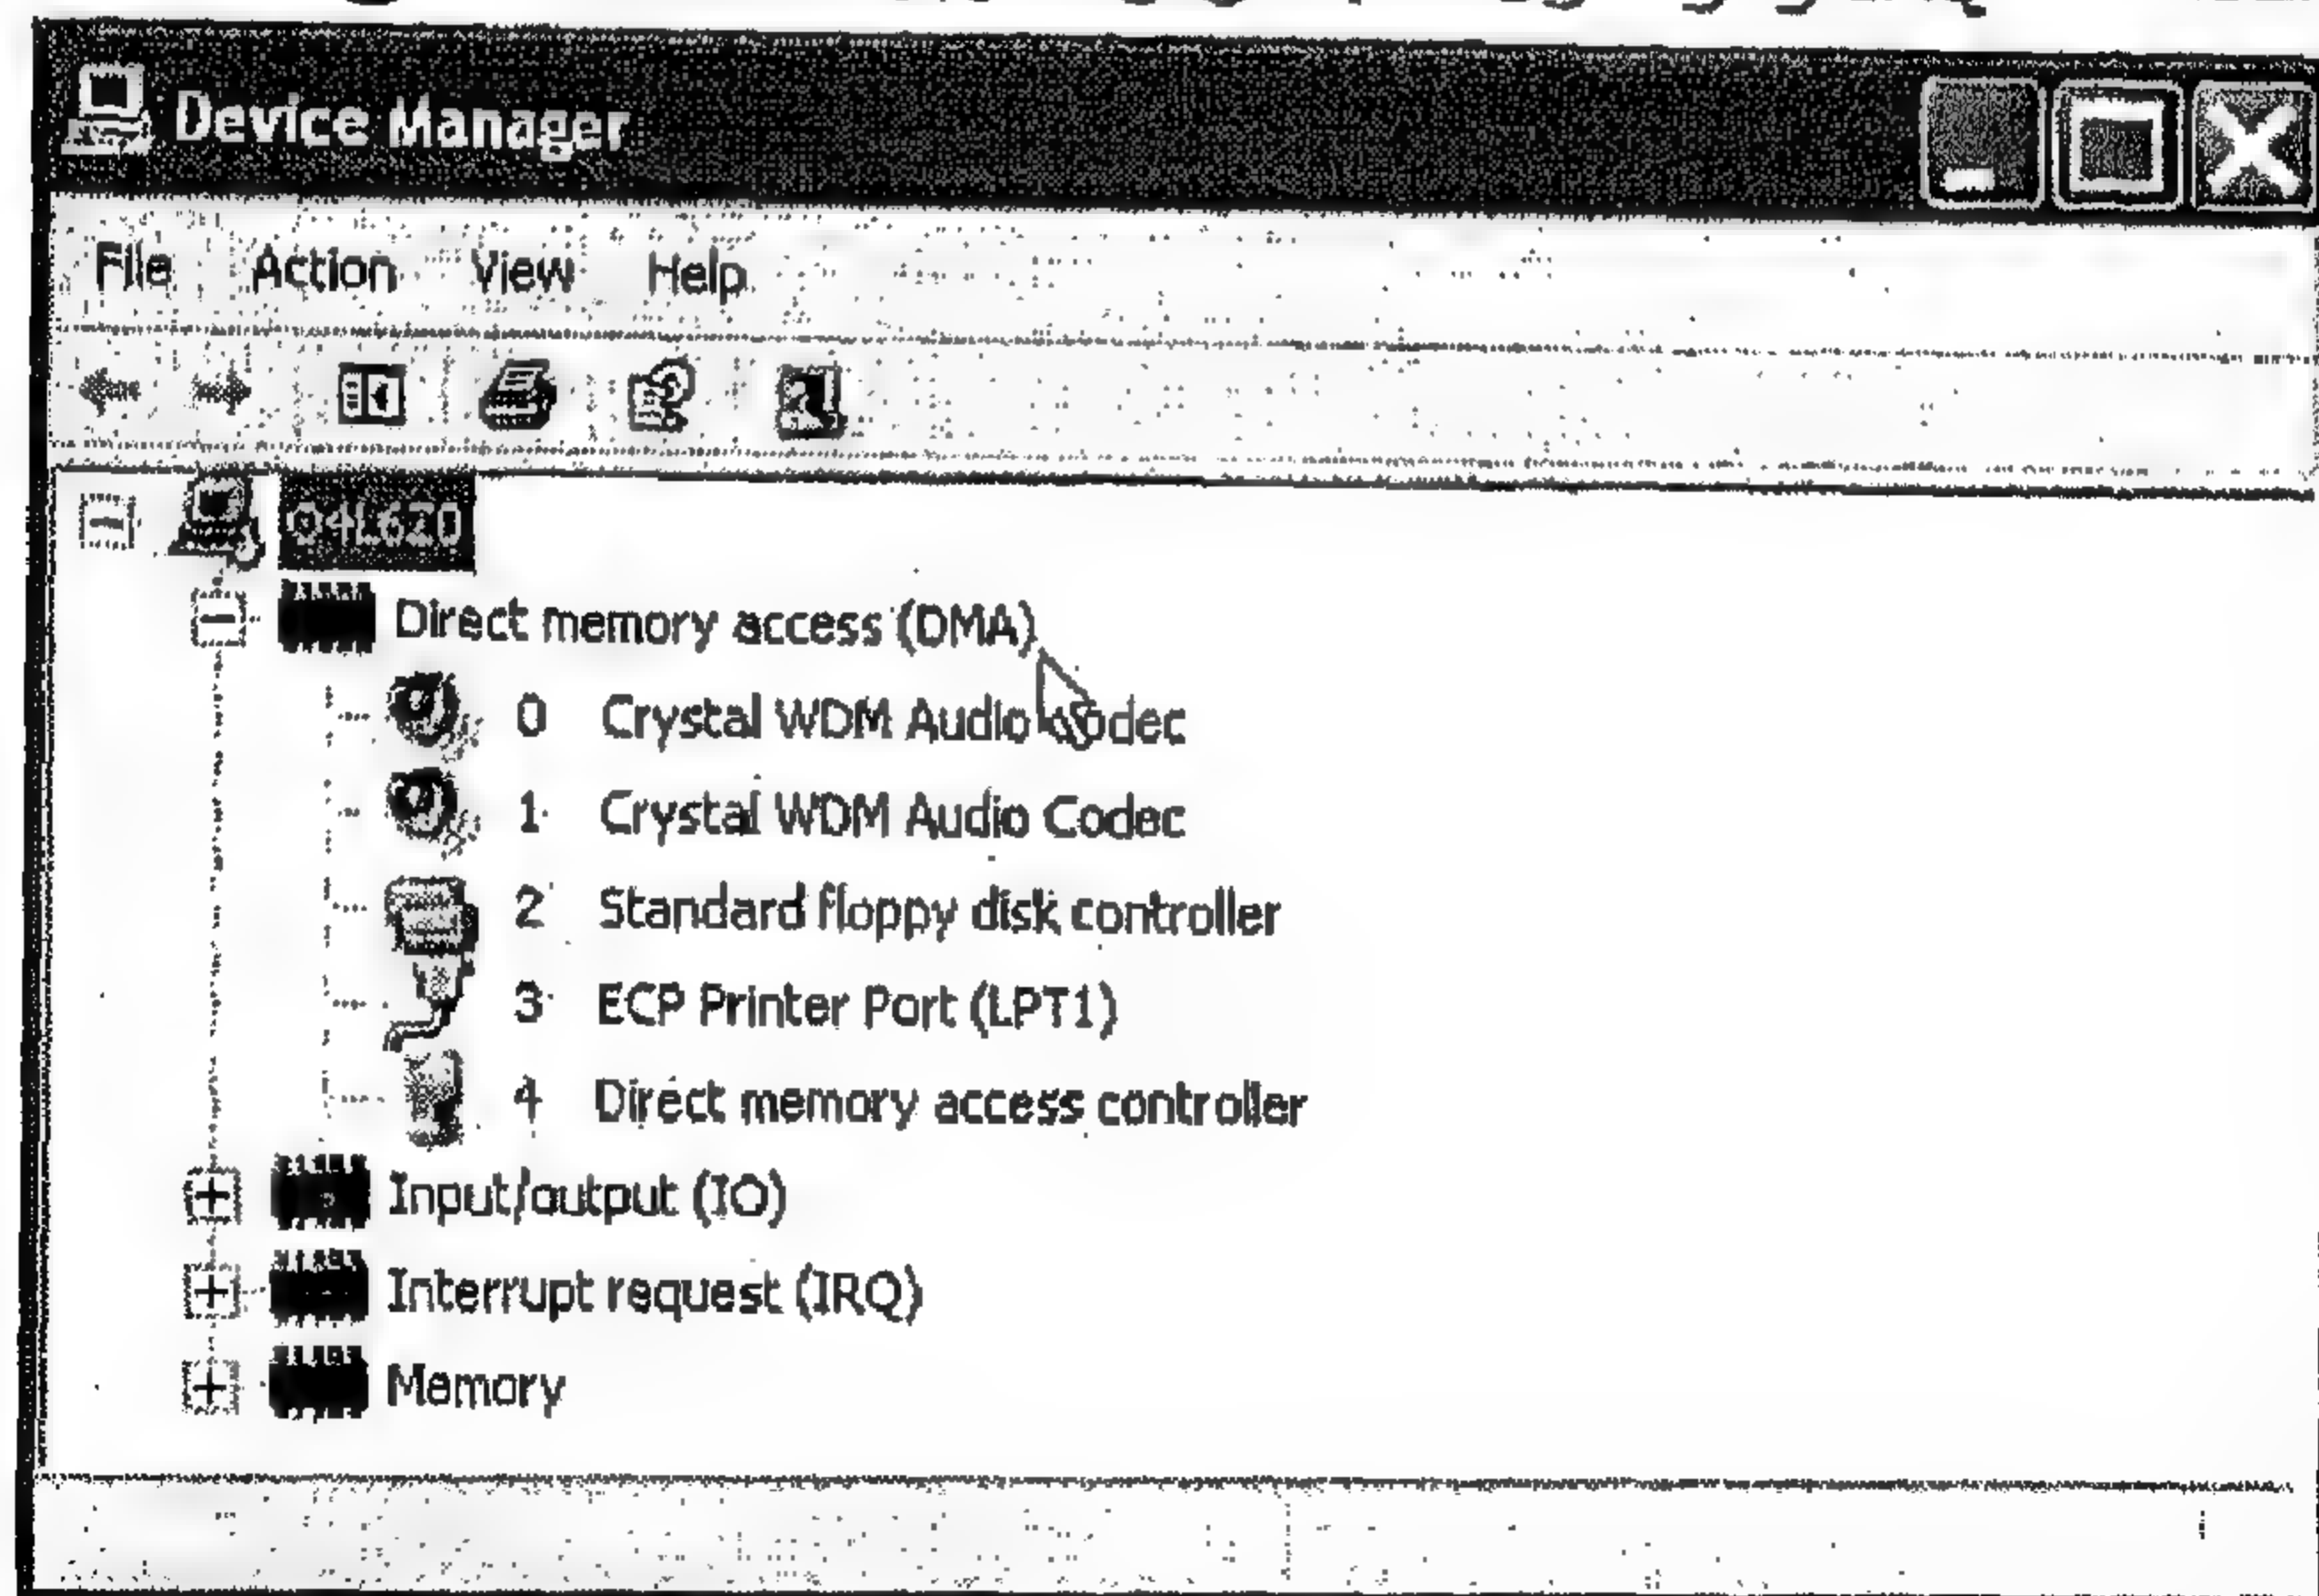 Device Manager
File Action View Help
O4L6Z0
Direct memory access (DMA)
0 Crystal WDM Audio Codec
1 Crystal WDM Audio Codec
2 Standard floppy disk controller
3 ECP Printer Port (LPT1)
4 Direct memory access controller
Input/output (IO)
Interrupt request (IRQ)
Memory